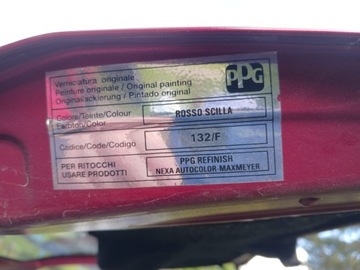 Verniciatura originale
Peinture originale / Original painting
Originallackierung / Pintado original
PPG
Colore/Teinte/Colour
Farbton/Color
ROSSO SCILLA
Codice/Code/Codigo
132/F
PER RITOCCHI
USARE PRODOTTI
PPG REFINISH
NEXA AUTOCOLOR-MAXMEYER